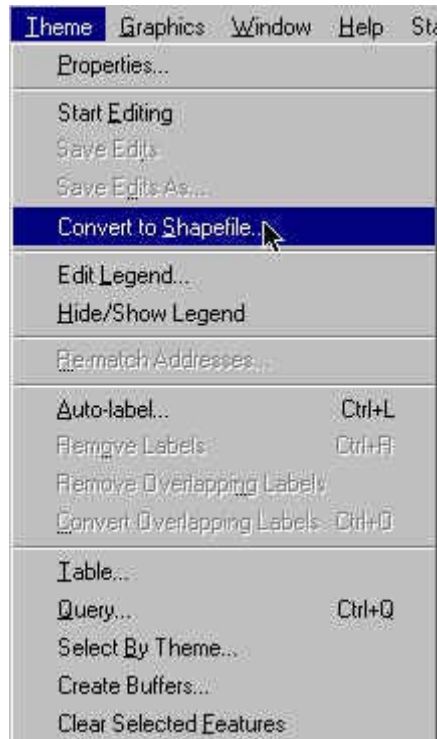 Theme Graphics Window Help Sta
Properties...
Start Editing
Save Edits
Save Edits As...
Convert to Shapefile...
Edit Legend...
Hide/Show Legend
Re-match Addresses...
Auto-label... Ctrl+L
Remove Labels Ctrl+R
Remove Overlapping Labels
Convert Overlapping Labels Ctrl+O
Table...
Query... Ctrl+Q
Select By Theme...
Create Buffers...
Clear Selected Features